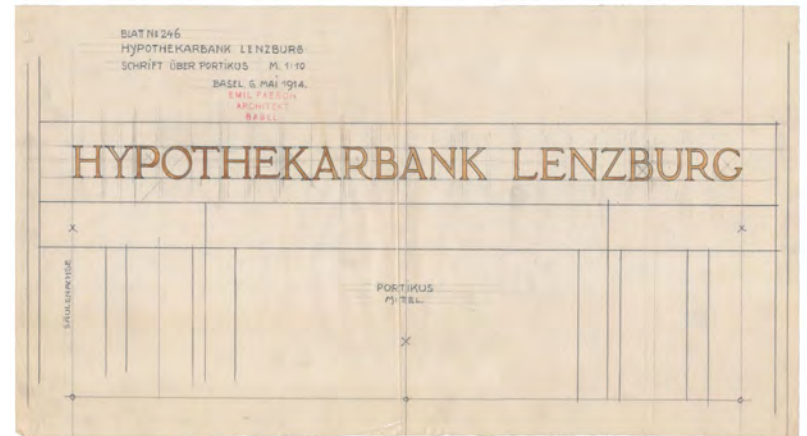 BLATT No 246
HYPOTHEKARBANK LENZBURG
SCHRIFT ÜBER PORTIKUS M. 1:10
BASEL 6. MAI 1914.
EMIL FAESCH
ARCHITEKT
BASEL
HYPOTHEKARBANK LENZBURG
SÄULENACHSE
PORTIKUS
MITTEL.